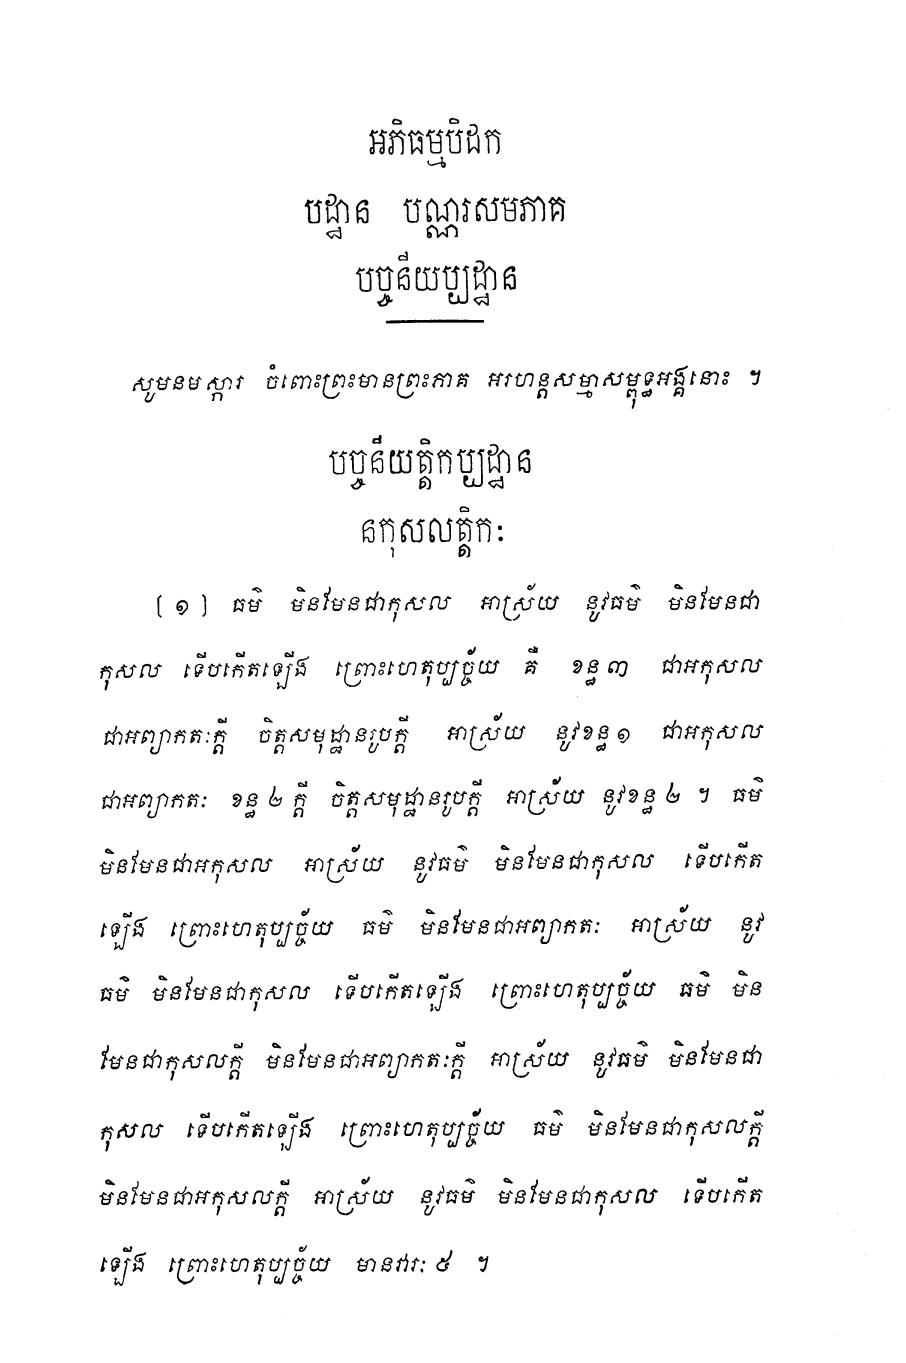 អភិធម្មបិដក
បដ្ឋាន បណ្ណរសមភាគ
បច្ចនីយប្បដ្ឋាន
សូមនមស្ការ ចំពោះព្រះមានព្រះភាគ អរហន្តសម្មាសម្ពុទ្ធអង្គនោះ ។
បច្ចនីយត្តិកប្បដ្ឋាន
នកុសលត្តិកៈ
(១) ធម៌ មិនមែនជាកុសល អាស្រ័យ នូវធម៌ មិនមែនជា
កុសល ទើបកើតឡើង ព្រោះហេតុប្បច្ច័យ គឺ ខន្ធ៣ ជាអកុសល
ជាអព្យាកតៈក្តី ចិត្តសមុដ្ឋានរូបក្តី អាស្រ័យ នូវខន្ធ១ ជាអកុសល
ជាអព្យាកតៈ ខន្ធ២ក្តី ចិត្តសមុដ្ឋានរូបក្តី អាស្រ័យ នូវខន្ធ២ ។ ធម៌
មិនមែនជាអកុសល អាស្រ័យ នូវធម៌ មិនមែនជាកុសល ទើបកើត
ឡើង ព្រោះហេតុប្បច្ច័យ ធម៌ មិនមែនជាអព្យាកតៈ អាស្រ័យ នូវ
ធម៌ មិនមែនជាកុសល ទើបកើតឡើង ព្រោះហេតុប្បច្ច័យ ធម៌ មិន
មែនជាកុសលក្តី មិនមែនជាអព្យាកតៈក្តី អាស្រ័យ នូវធម៌ មិនមែនជា
កុសល ទើបកើតឡើង ព្រោះហេតុប្បច្ច័យ ធម៌ មិនមែនជាកុសលក្តី
មិនមែនជាអកុសលក្តី អាស្រ័យ នូវធម៌ មិនមែនជាកុសល ទើបកើត
ឡើង ព្រោះហេតុប្បច្ច័យ មានវារៈ ៥ ។